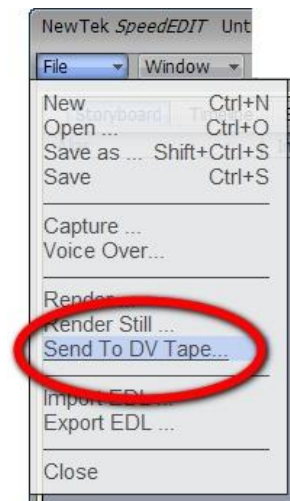 NewTek SpeedEDIT Unt
File Window
New Ctrl+N
Storyboard Timeline
Open ... Ctrl+O
Save as ... Shift+Ctrl+S
Save Ctrl+S
Capture ...
Voice Over...
Render ...
Render Still ...
Send To DV Tape...
Import EDL ...
Export EDL ...
Close